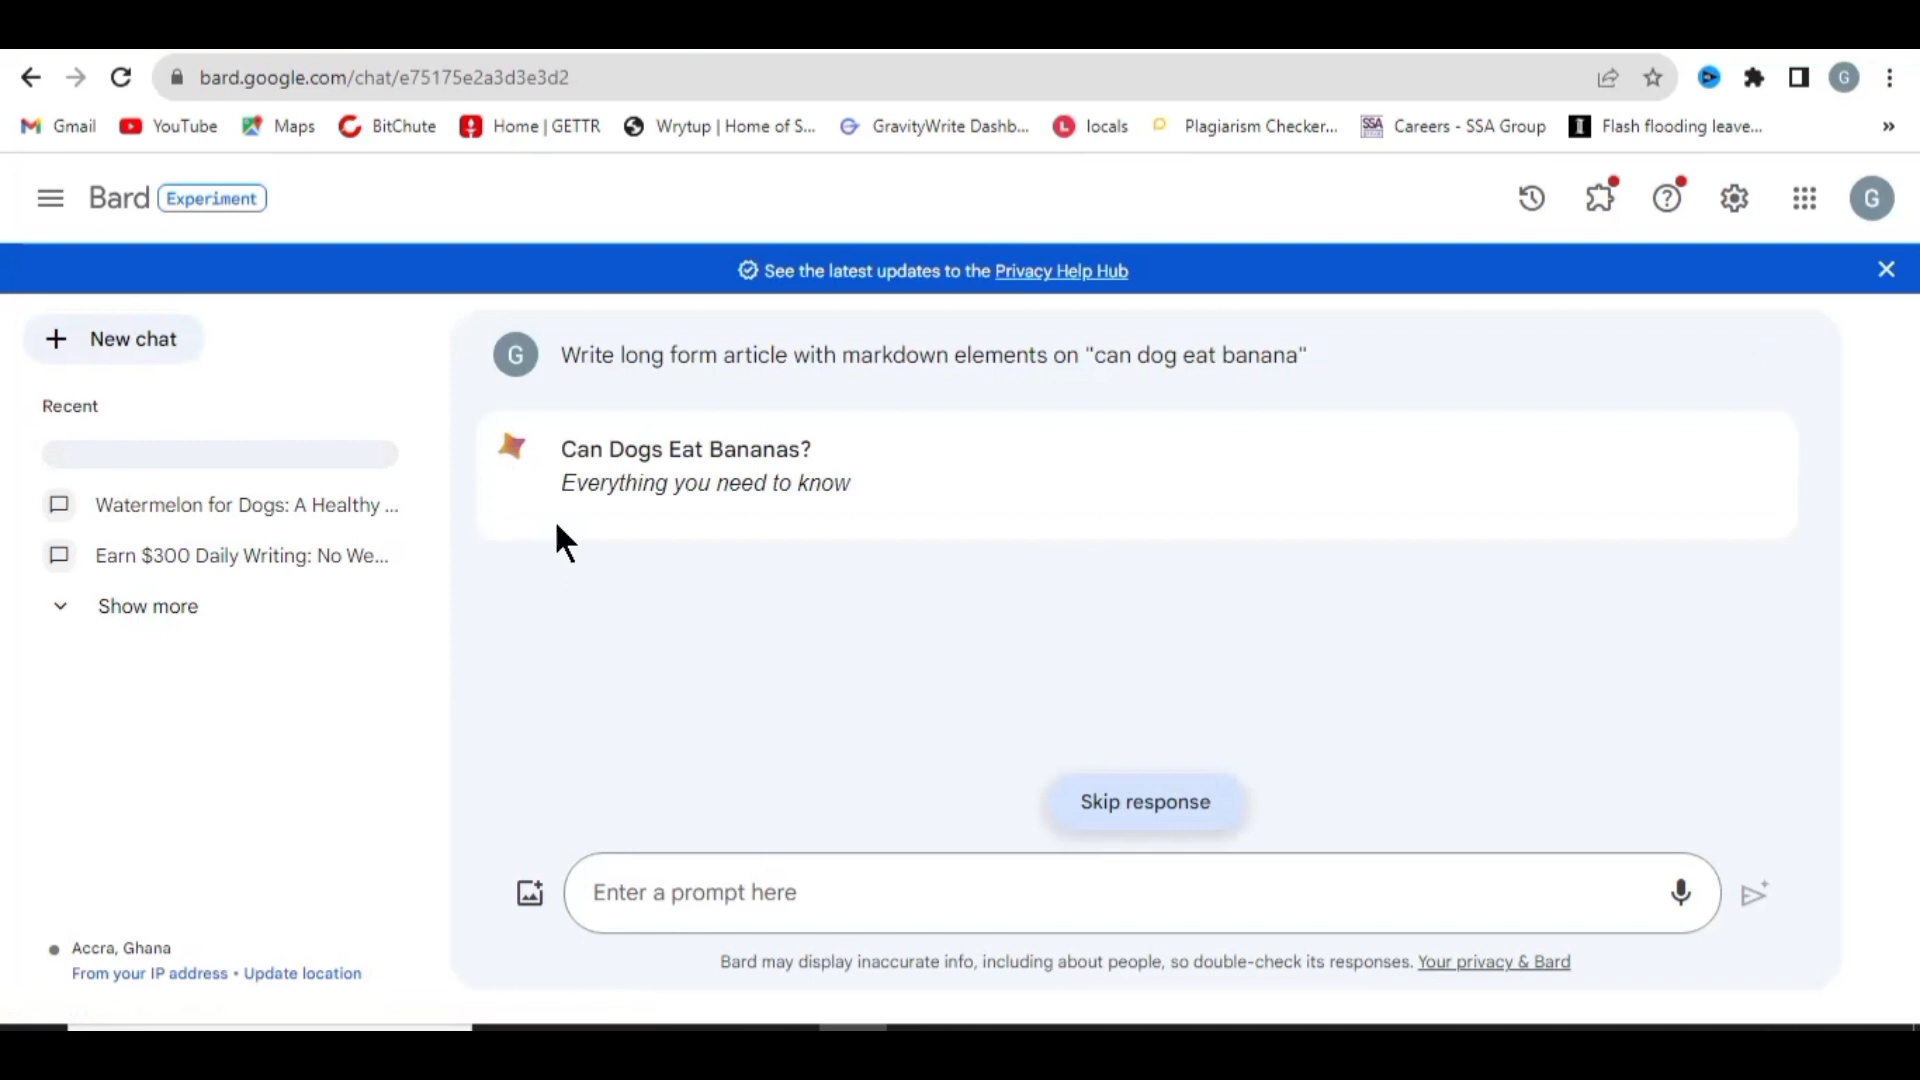 bard.google.com/chat/e75175e2a3d3e3d2
G
Gmail YouTube Maps BitChute Home | GETTR Wrytup | Home of S... GravityWrite Dashb... locals Plagiarism Checker... SSA Careers - SSA Group Flash flooding leave... »
Bard Experiment
G
See the latest updates to the Privacy Help Hub
+ New chat
G Write long form article with markdown elements on "can dog eat banana"
Recent
Can Dogs Eat Bananas?
Everything you need to know
Watermelon for Dogs: A Healthy ...
Earn $300 Daily Writing: No We...
Show more
Skip response
Enter a prompt here
Accra, Ghana
From your IP address • Update location
Bard may display inaccurate info, including about people, so double-check its responses. Your privacy & Bard